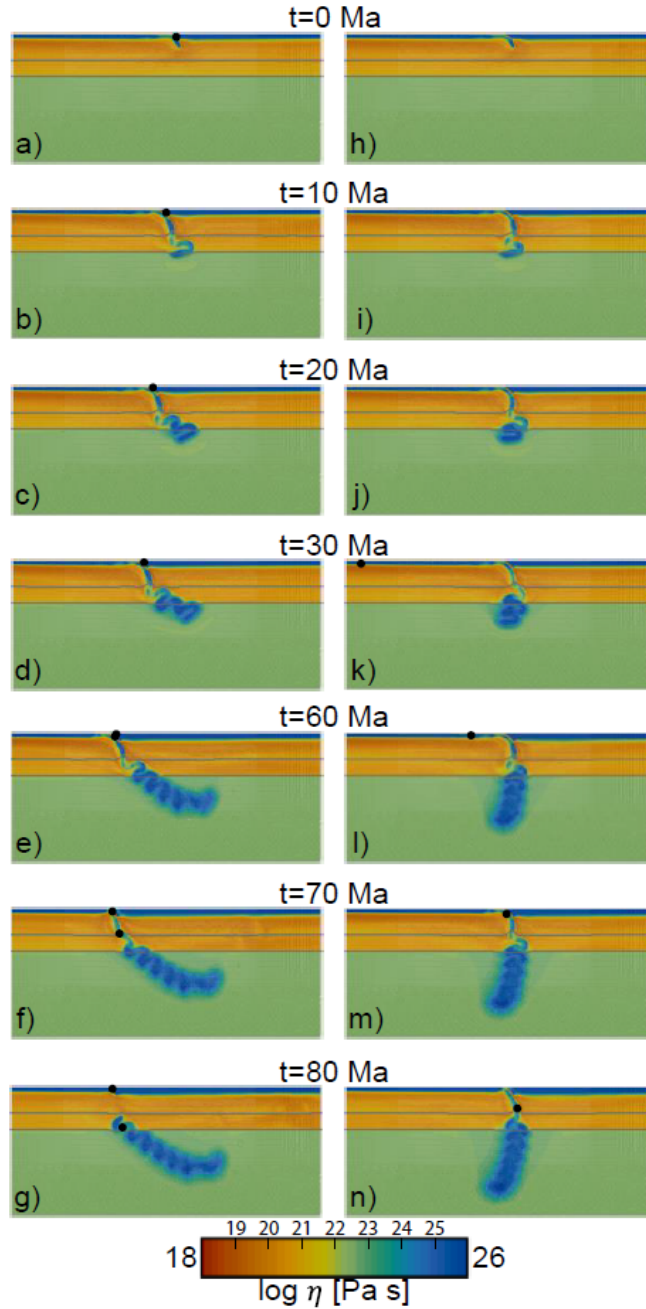 t=0 Ma
a) h)
t=10 Ma
b) i)
t=20 Ma
c) j)
t=30 Ma
d) k)
t=60 Ma
e) l)
t=70 Ma
f) m)
t=80 Ma
g) n)
19 20 21 22 23 24 25
18 26
log η [Pa s]